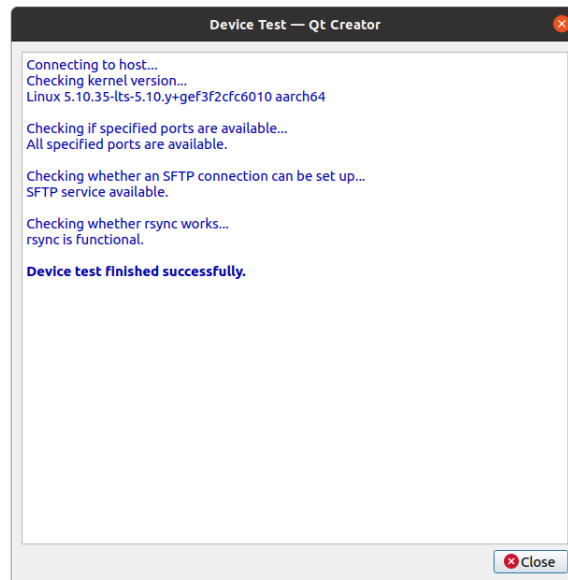 Device Test — Qt Creator
Connecting to host...
Checking kernel version...
Linux 5.10.35-lts-5.10.y+gef3f2cfc6010 aarch64
Checking if specified ports are available...
All specified ports are available.
Checking whether an SFTP connection can be set up...
SFTP service available.
Checking whether rsync works...
rsync is functional.
Device test finished successfully.
Close